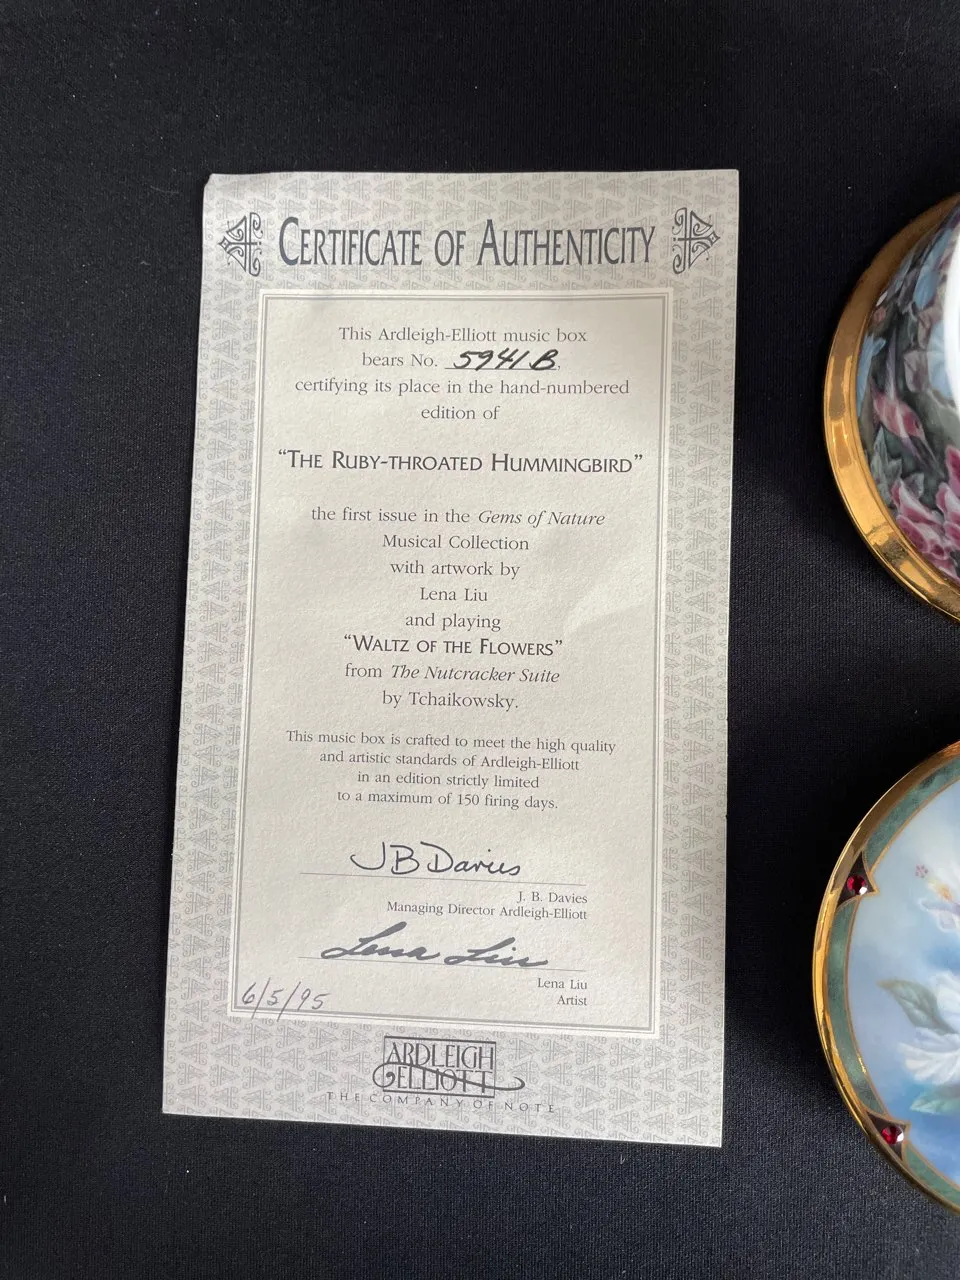 CERTIFICATE OF AUTHENTICITY
This Ardleigh-Elliott music box
bears No. 5941B,
certifying its place in the hand-numbered
edition of
“THE RUBY-THROATED HUMMINGBIRD”
the first issue in the Gems of Nature
Musical Collection
with artwork by
Lena Liu
and playing
“WALTZ OF THE FLOWERS”
from The Nutcracker Suite
by Tchaikowsky.
This music box is crafted to meet the high quality
and artistic standards of Ardleigh-Elliott
in an edition strictly limited
to a maximum of 150 firing days.
JB Davies
J. B. Davies
Managing Director Ardleigh-Elliott
Lena Liu
Lena Liu
Artist
6/5/95
ARDLEIGH
ELLIOTT
THE COMPANY OF NOTE